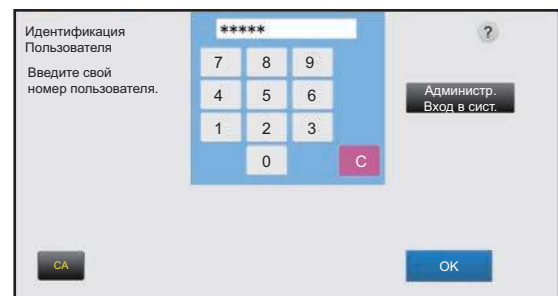 Идентификация
Пользователя
Введите свой
номер пользователя.
*****
7 8 9
4 5 6
1 2 3
0 C
?
Администр.
Вход в сист.
CA
OK